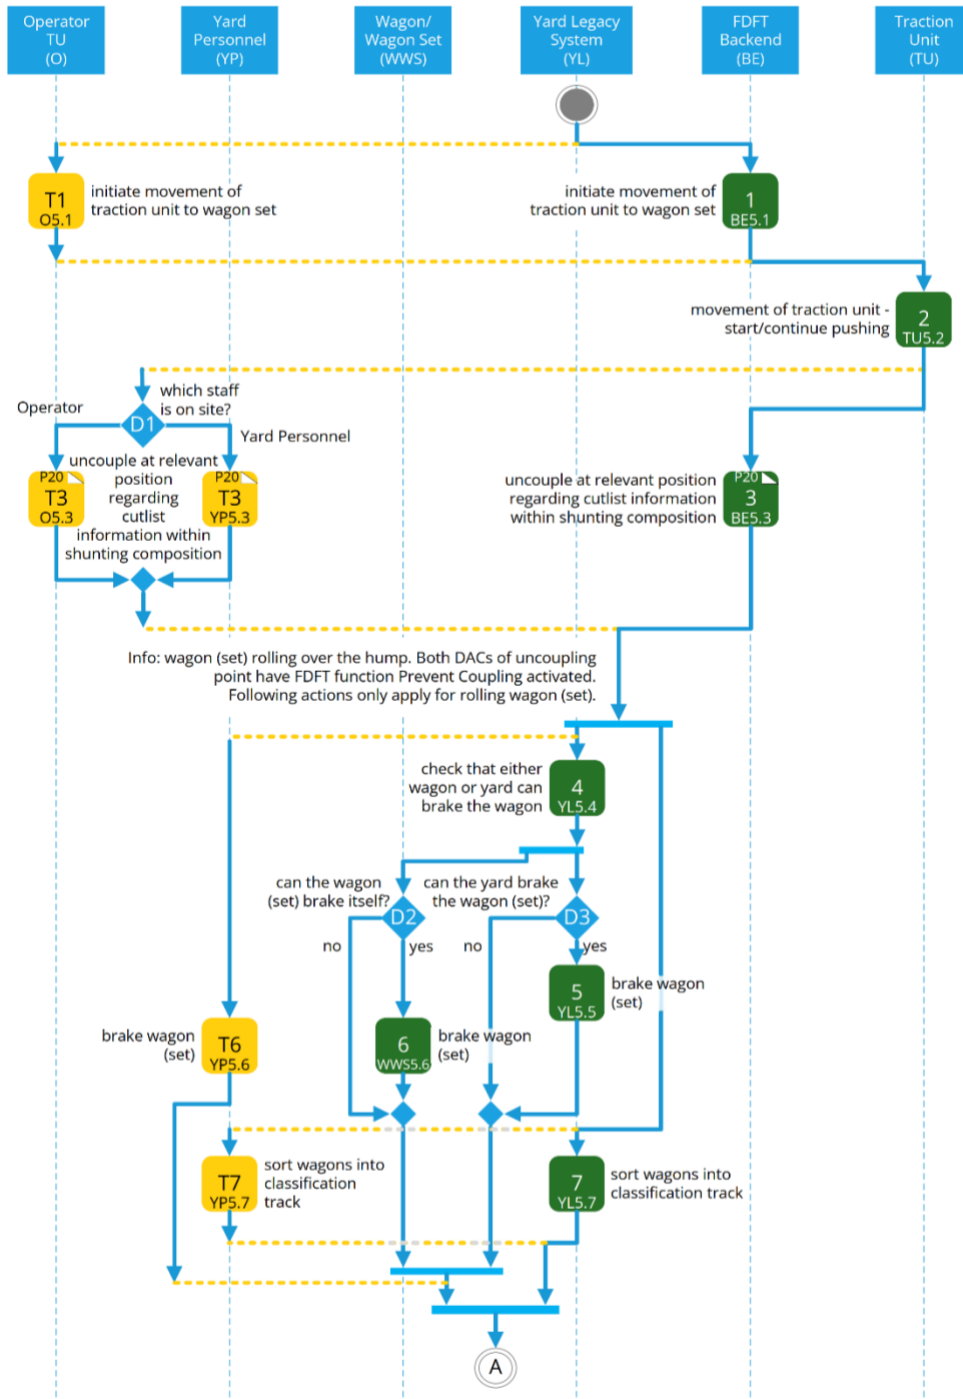 Operator
TU
(O)
Yard
Personnel
(YP)
Wagon/
Wagon Set
(WWS)
Yard Legacy
System
(YL)
FDFT
Backend
(BE)
Traction
Unit
(TU)
T1
O5.1
initiate movement of
traction unit to wagon set
initiate movement of
traction unit to wagon set
1
BE5.1
movement of traction unit -
start/continue pushing
2
TU5.2
which staff
is on site?
Operator
D1
Yard Personnel
P20
T3
O5.3
uncouple at relevant
position
regarding
cutlist
information within
shunting composition
P20
T3
YP5.3
uncouple at relevant position
regarding cutlist information
within shunting composition
P20
3
BE5.3
Info: wagon (set) rolling over the hump. Both DACs of uncoupling
point have FDFT function Prevent Coupling activated.
Following actions only apply for rolling wagon (set).
check that either
wagon or yard can
brake the wagon
4
YL5.4
can the wagon
(set) brake itself?
D2
no
yes
can the yard brake
the wagon (set)?
D3
no
yes
5
YL5.5
brake wagon
(set)
brake wagon
(set)
T6
YP5.6
6
WWS5.6
brake wagon
(set)
T7
YP5.7
sort wagons into
classification
track
7
YL5.7
sort wagons into
classification track
A